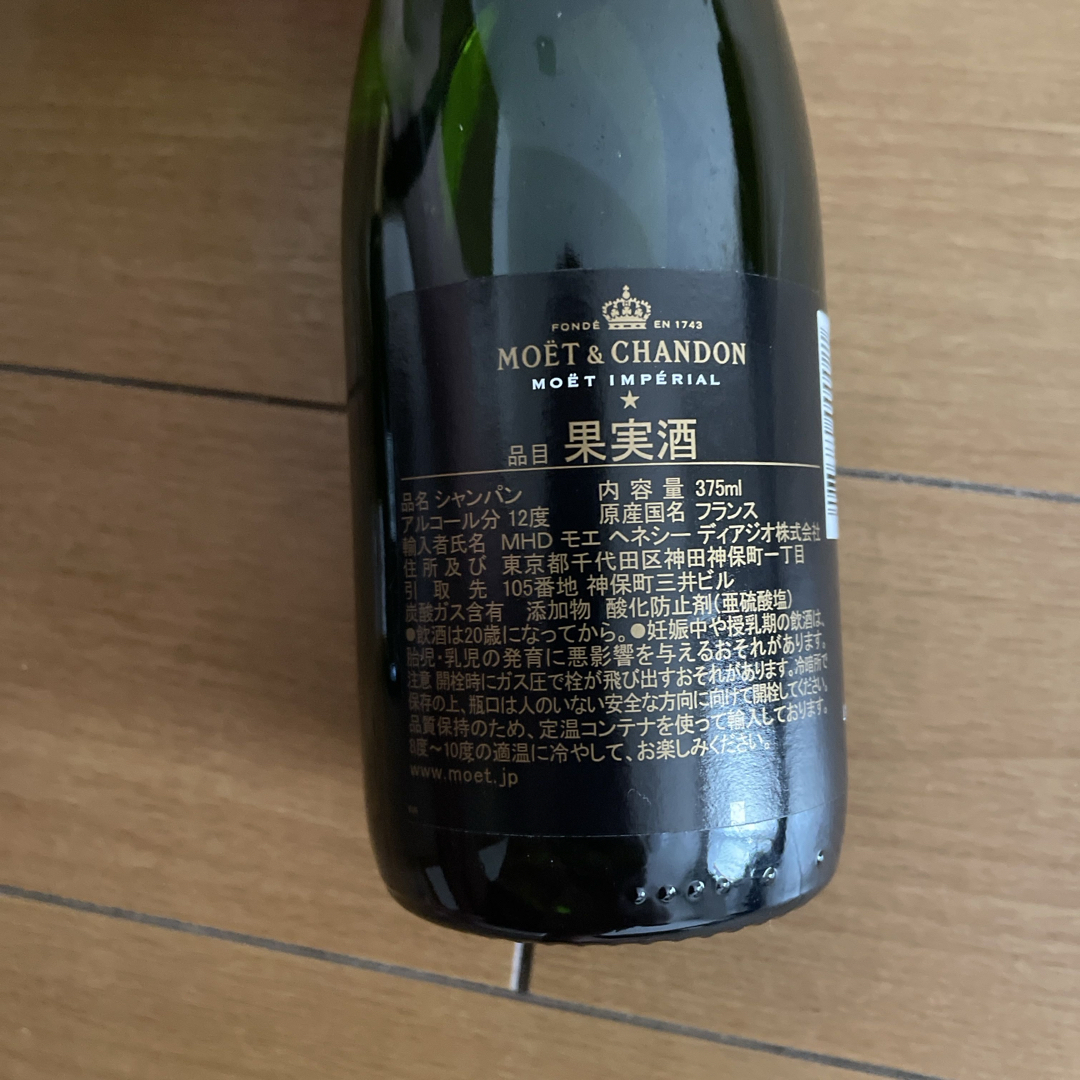 FONDÉ EN 1743
MOËT & CHANDON
MOËT IMPÉRIAL
品目 果実酒
品名 シャンパン 内容量 375ml
アルコール分 12度 原産国名 フランス
輸入者氏名 MHD モエ ヘネシー ディアジオ株式会社
住所及び 東京都千代田区神田神保町一丁目
引取先 105番地 神保町三井ビル
炭酸ガス含有 添加物 酸化防止剤(亜硫酸塩)
●飲酒は20歳になってから。●妊娠中や授乳期の飲酒は、
胎児・乳児の発育に悪影響を与えるおそれがあります。
注意 開栓時にガス圧で栓が飛び出すおそれがあります。冷暗所で
保存の上、瓶口は人のいない安全な方向に向けて開栓してください。
品質保持のため、定温コンテナを使って輸入しております。
8度～10度の適温に冷やして、お楽しみください。
www.moet.jp